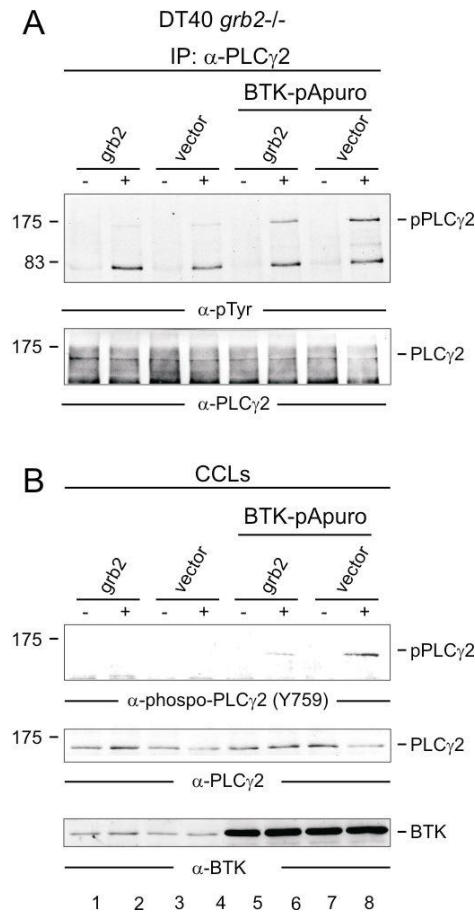 A
DT40 grb2-/-
IP: α-PLCγ2
BTK-pApuro
grb2 vector grb2 vector
- + - + - + - +
175 pPLCγ2
83
α-pTyr
175 PLCγ2
α-PLCγ2
B
CCLs
BTK-pApuro
grb2 vector grb2 vector
- + - + - + - +
175 pPLCγ2
α-phospo-PLCγ2 (Y759)
175 PLCγ2
α-PLCγ2
BTK
α-BTK
1 2 3 4 5 6 7 8